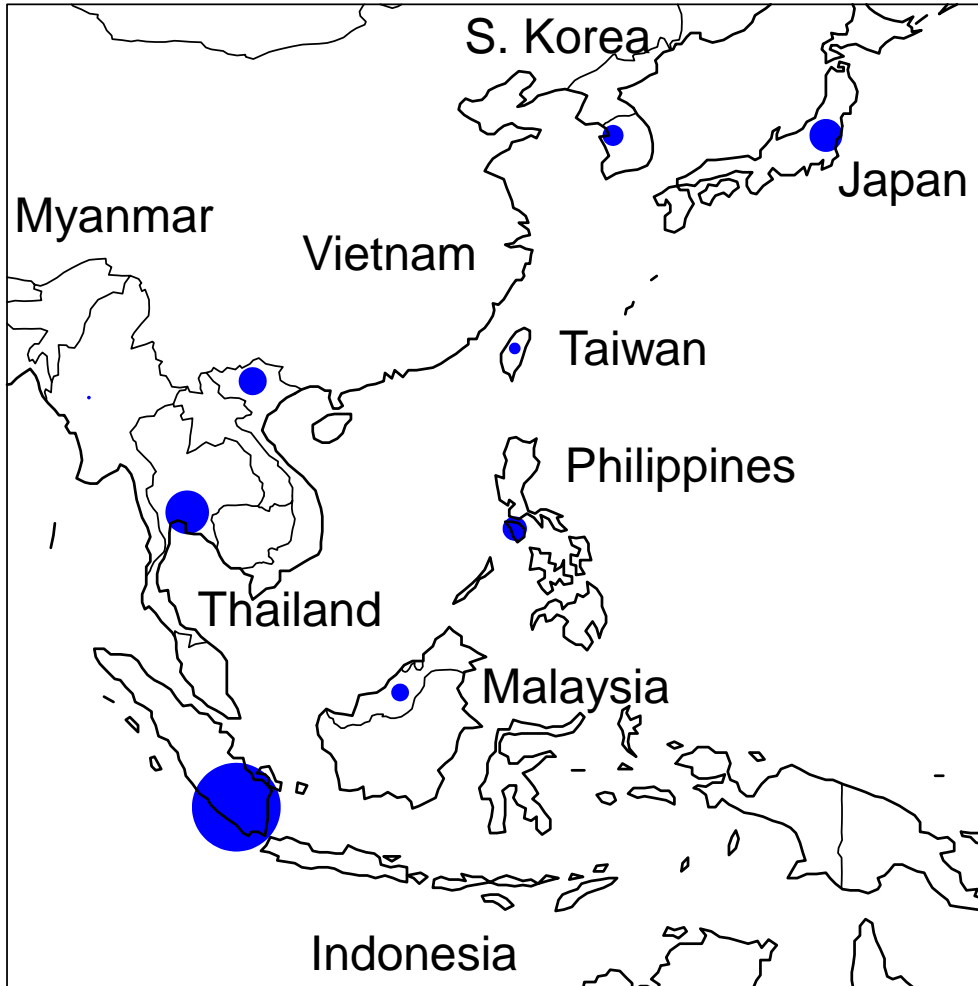 S. Korea
Japan
Myanmar
Vietnam
Taiwan
Philippines
Thailand
Malaysia
Indonesia